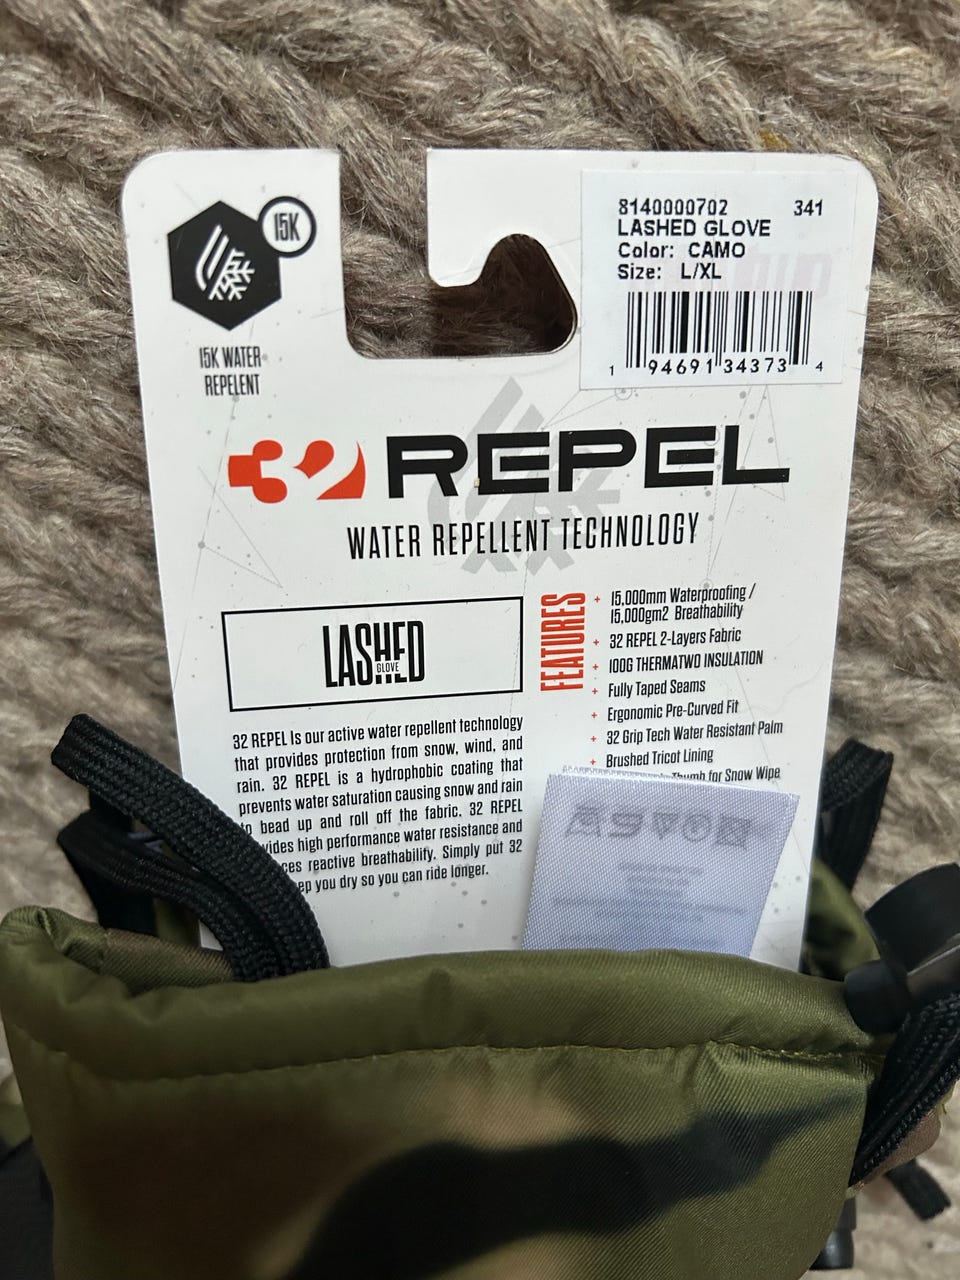 15K
15K WATER
REPELENT
8140000702 341
LASHED GLOVE
Color: CAMO
Size: L/XL
1 94691 34373 4
32 REPEL
WATER REPELLENT TECHNOLOGY
LASHED
GLOVE
32 REPEL Is our active water repellent technology
that provides protection from snow, wind, and
rain. 32 REPEL is a hydrophobic coating that
prevents water saturation causing snow and rain
to bead up and roll off the fabric. 32 REPEL
high performance water resistance and
reactive breathability. Simply put 32
you dry so you can ride longer.
FEATURES
+ 15,000mm Waterproofing /
15,000gm2 Breathability
+ 32 REPEL 2-Layers Fabric
+ 100G THERMATWO INSULATION
+ Fully Taped Seams
+ Ergonomic Pre-Curved Fit
+ 32 Grip Tech Water Resistant Palm
+ Brushed Tricot Lining
Thumb for Snow Wipe